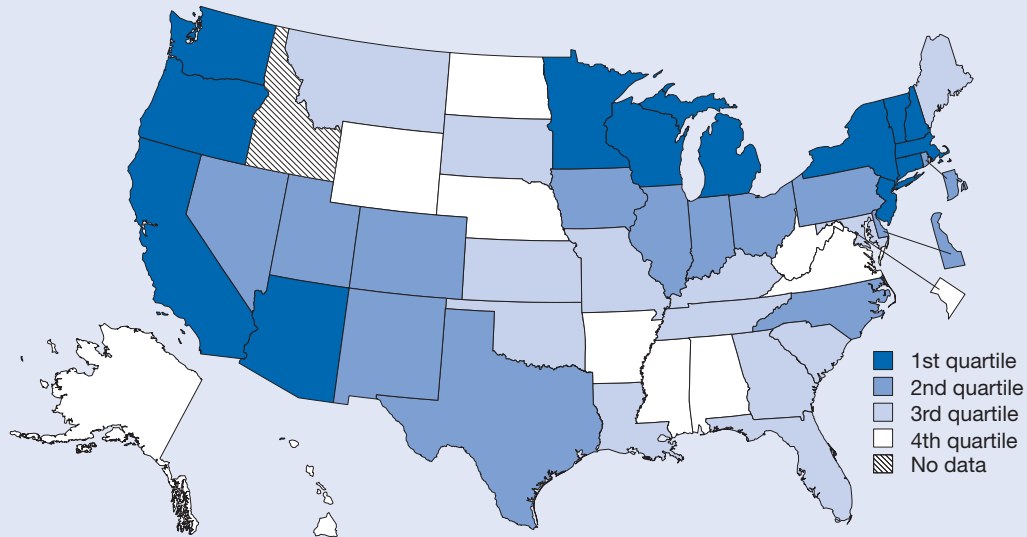 1st quartile
2nd quartile
3rd quartile
4th quartile
No data